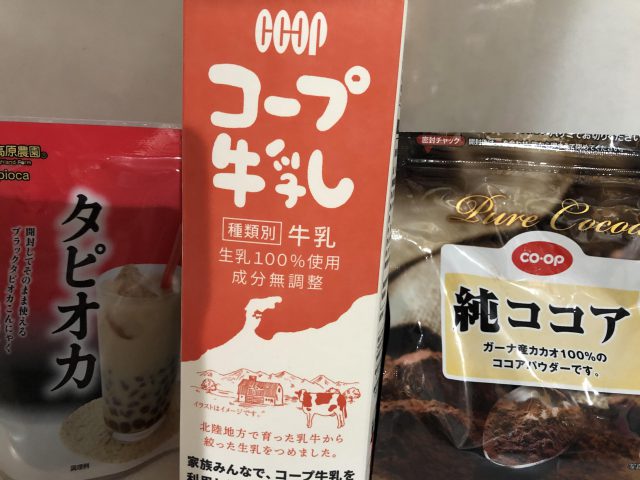 高原農園
タピオカ
開封してそのまま使える
ブラックタピオカこんにゃく
調理例
CO·OP
コープ
牛乳
種類別 牛乳
生乳100%使用
成分無調整
イラストはイメージです。
北陸地方で育った乳牛から
搾った生乳をつめました。
家族みんなで、コープ牛乳を
密封チャック
Pure Cocoa
co·op
純ココア
ガーナ産カカオ100%の
ココアパウダーです。